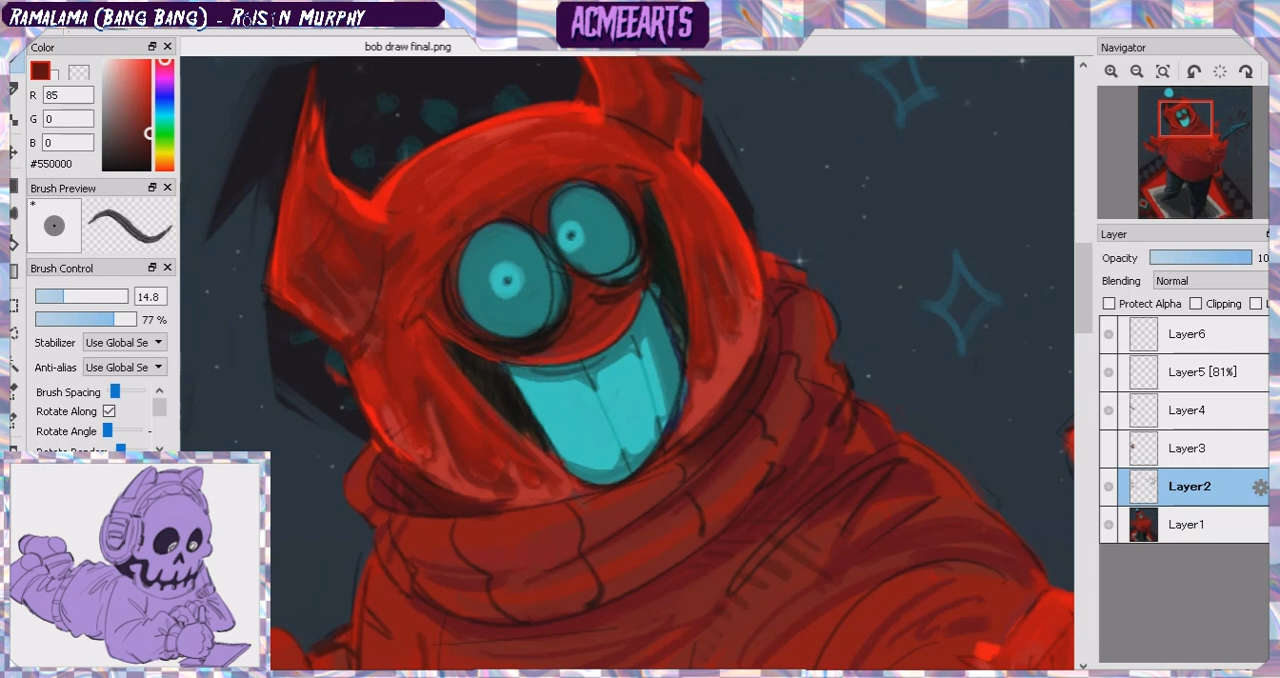 Ramalama (Bang Bang) - Róisín Murphy
ACMEEARTS
Color
bob draw final.png
Navigator
R 85
G 0
B 0
#550000
Brush Preview
*
Brush Control
14.8
77 %
Stabilizer Use Global Se
Anti-alias Use Global Se
Brush Spacing
Rotate Along
Rotate Angle -
Layer
Opacity 10
Blending Normal
Protect Alpha Clipping L
Layer6
Layer5 [81%]
Layer4
Layer3
Layer2
Layer1